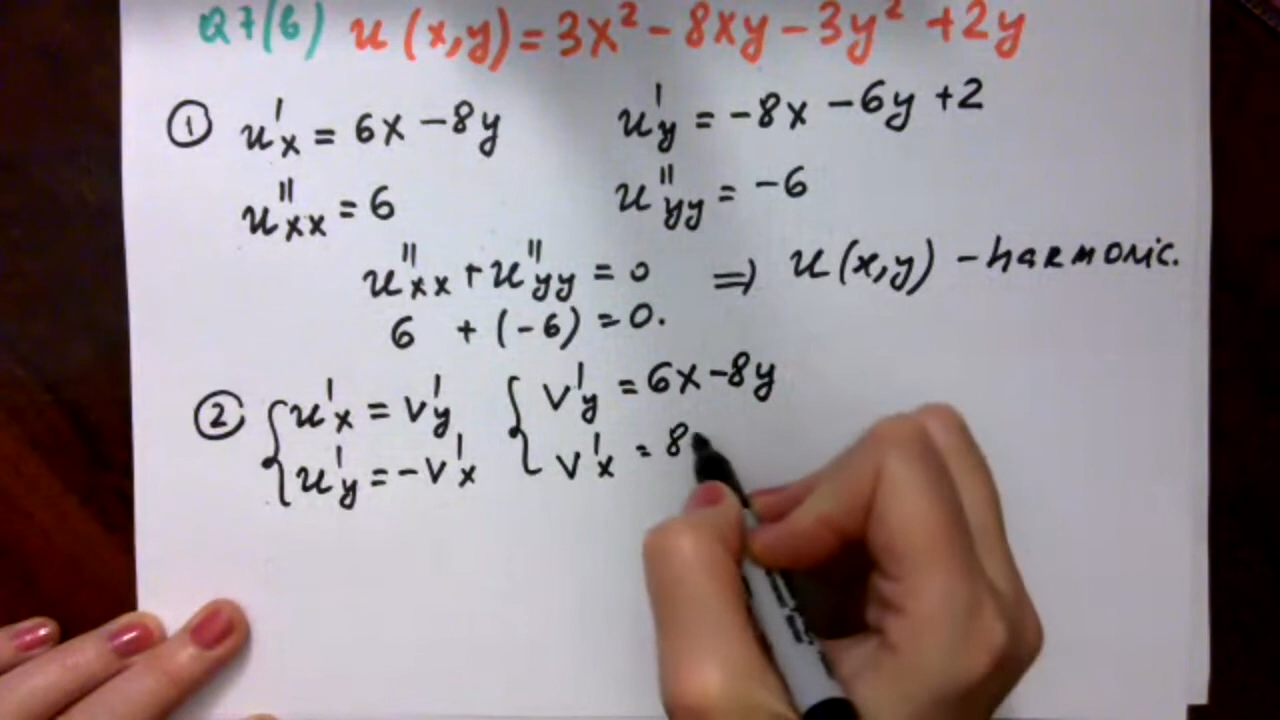 Q7(6) u(x,y)=3x²-8xy-3y²+2y
① u'x = 6x -8y u'y = -8x -6y +2
u''xx = 6 u''yy = -6
u''xx + u''yy = 0 => u(x,y) - harmonic.
6 + (-6) = 0.
② { u'x = v'y { v'y = 6x-8y
u'y = -v'x v'x = 8